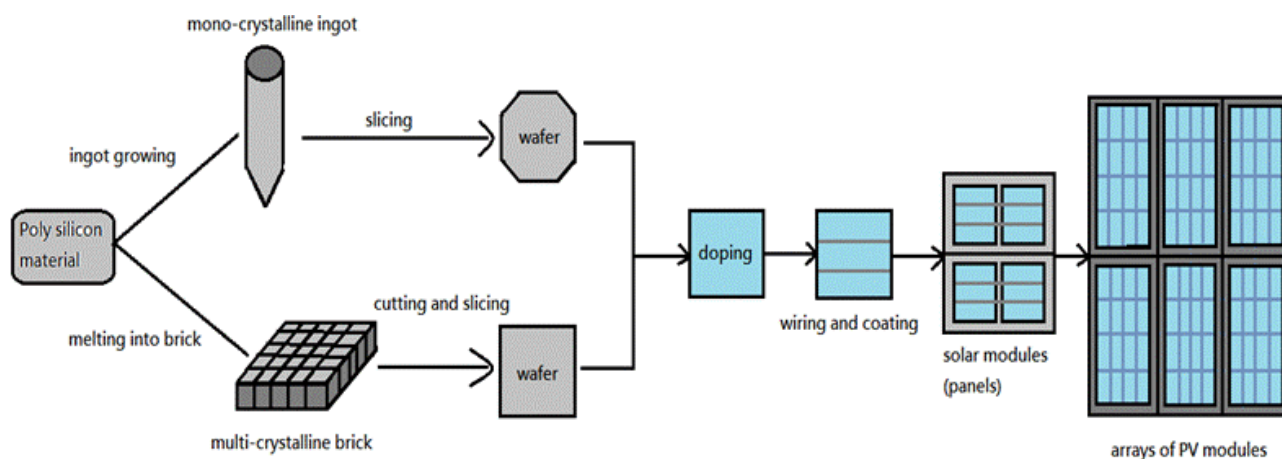 mono-crystalline ingot
slicing
wafer
ingot growing
Poly silicon
material
doping
cutting and slicing
wiring and coating
melting into brick
wafer
solar modules
(panels)
multi-crystalline brick
arrays of PV modules